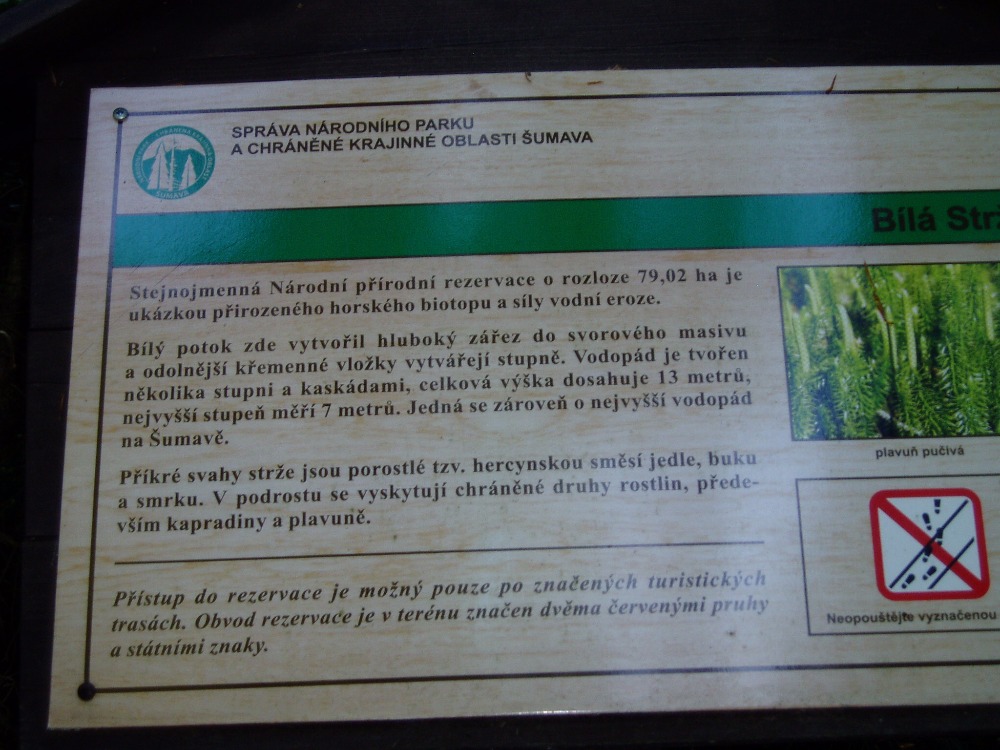 SPRÁVA NÁRODNÍHO PARKU
A CHRÁNĚNÉ KRAJINNÉ OBLASTI ŠUMAVA
ŠUMAVA
Bílá Str
Stejnojmenná Národní přírodní rezervace o rozloze 79,02 ha je
ukázkou přirozeného horského biotopu a síly vodní eroze.
Bílý potok zde vytvořil hluboký zářez do svorového masivu
a odolnější křemenné vložky vytvářejí stupně. Vodopád je tvořen
několika stupni a kaskádami, celková výška dosahuje 13 metrů,
nejvyšší stupeň měří 7 metrů. Jedná se zároveň o nejvyšší vodopád
na Šumavě.
Příkré svahy strže jsou porostlé tzv. hercynskou směsí jedle, buku
a smrku. V podrostu se vyskytují chráněné druhy rostlin, přede-
vším kapradiny a plavuně.
Přístup do rezervace je možný pouze po značených turistických
trasách. Obvod rezervace je v terénu značen dvěma červenými pruhy
a státními znaky.
plavuň pučivá
Neopouštějte vyznačenou